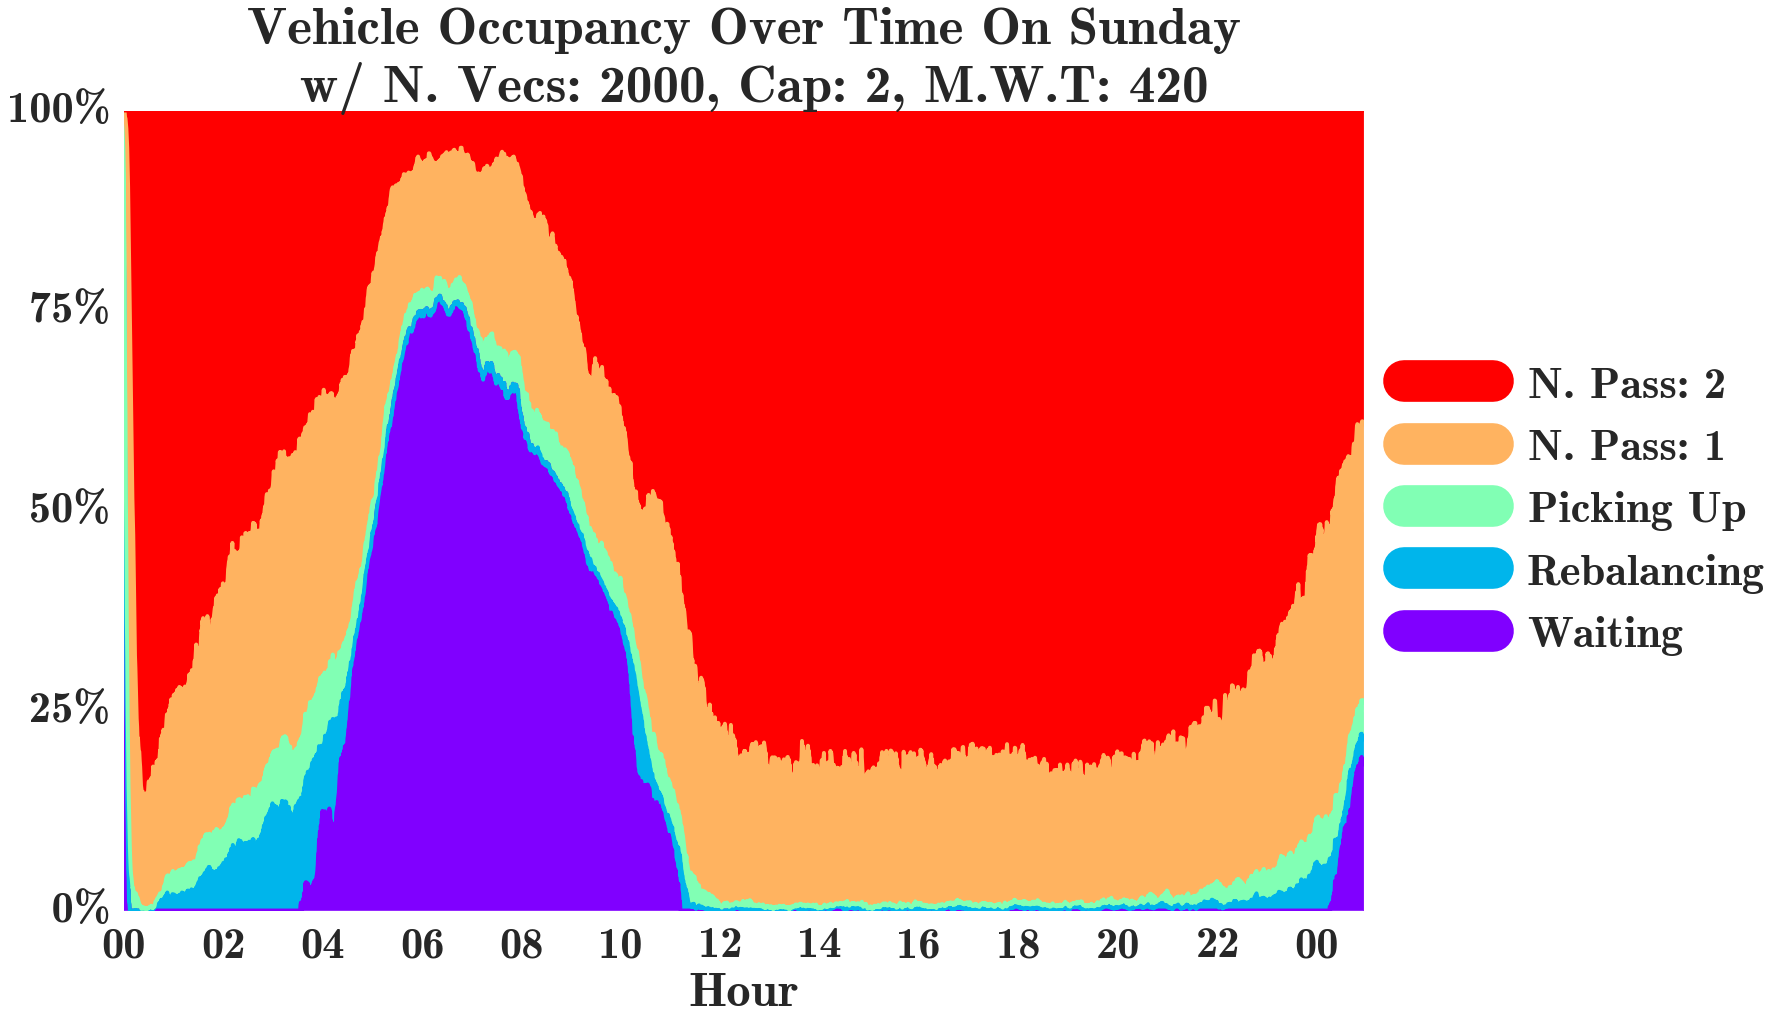 Vehicle Occupancy Over Time On Sunday
w/ N. Vecs: 2000, Cap: 2, M.W.T: 420
100%
75%
50%
25%
0%
00 02 04 06 08 10 12 14 16 18 20 22 00
Hour
N. Pass: 2
N. Pass: 1
Picking Up
Rebalancing
Waiting